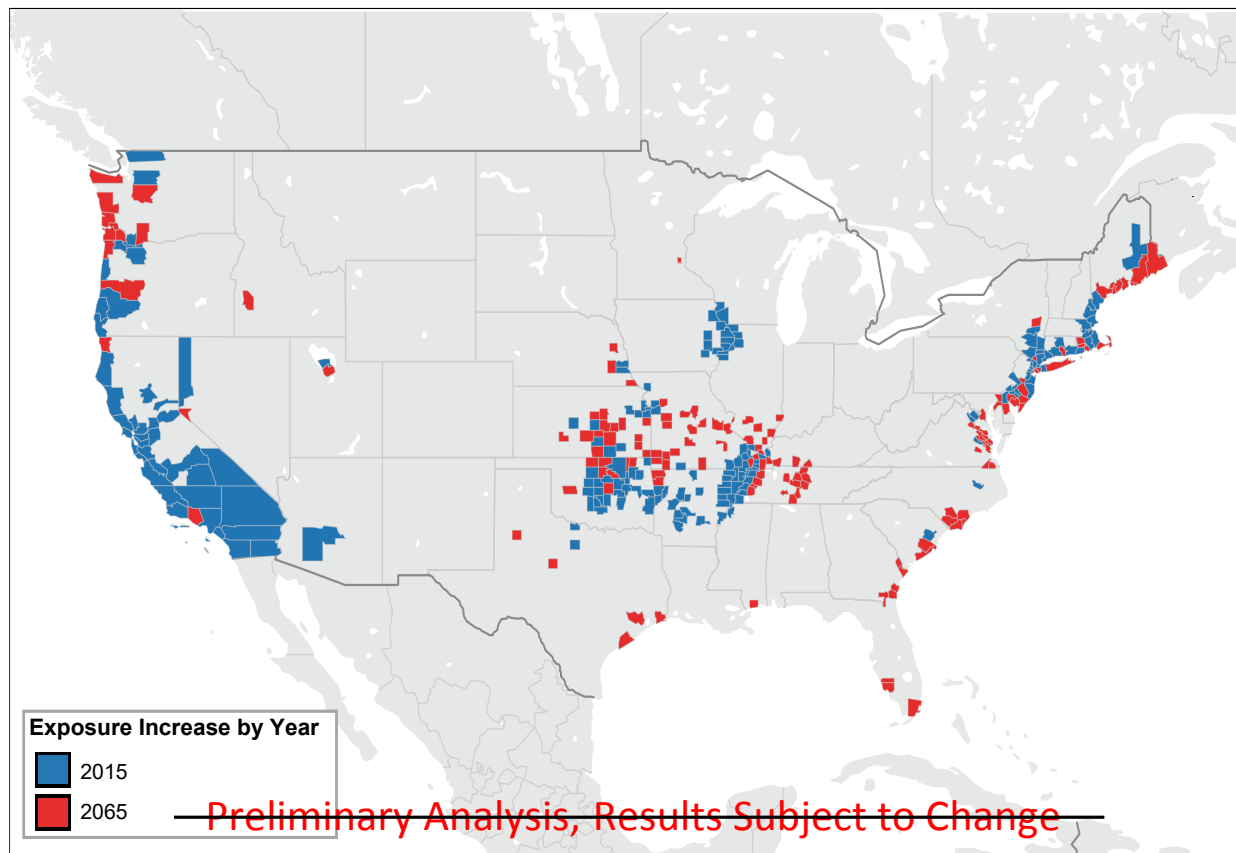 Exposure Increase by Year
2015
2065
Preliminary Analysis, Results Subject to Change